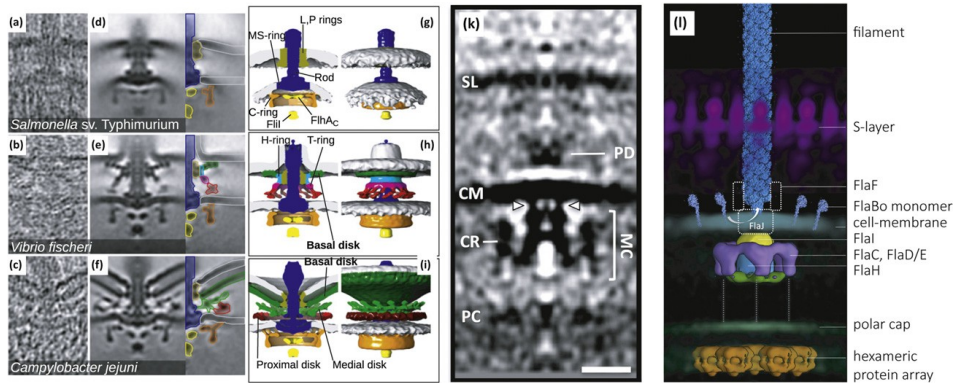 (a)
(d)
Salmonella sv. Typhimurium
L,P rings
(g)
MS-ring
Rod
C-ring
FliI
FlhAC
(b)
(e)
Vibrio fischeri
H-ring
T-ring
(h)
Basal disk
(c)
(f)
Campylobacter jejuni
Basal disk
(i)
Proximal disk
Medial disk
(k)
SL
PD
CM
CR
MC
PC
(l)
filament
S-layer
FlaF
FlaBo monomer
cell-membrane
FlaJ
FlaI
FlaC, FlaD/E
FlaH
polar cap
hexameric
protein array